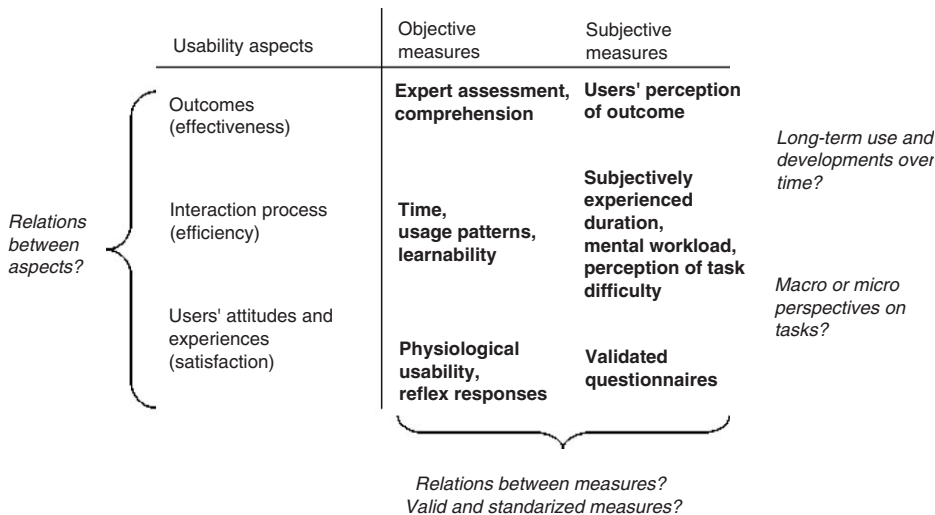 Usability aspects
Objective
measures
Subjective
measures
Outcomes
(effectiveness)
Expert assessment,
comprehension
Users' perception
of outcome
Interaction process
(efficiency)
Time,
usage patterns,
learnability
Subjectively
experienced
duration,
mental workload,
perception of task
difficulty
Users' attitudes and
experiences
(satisfaction)
Physiological
usability,
reflex responses
Validated
questionnaires
Relations
between
aspects?
Long-term use and
developments over
time?
Macro or micro
perspectives on
tasks?
Relations between measures?
Valid and standarized measures?